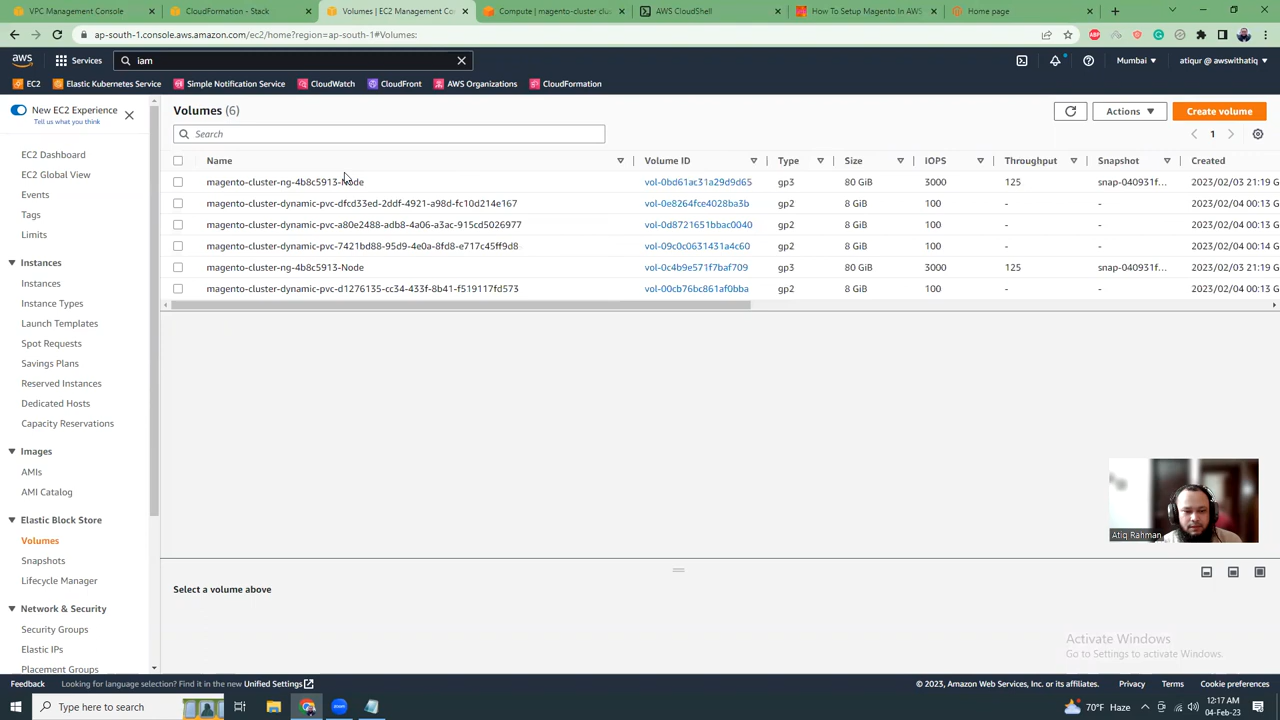 VPC Management Console
CloudFormation - Stack
Volumes | EC2 Management Con
Compute | magento-cluster clu
AWS CloudShell
How To Setup Magento In AWS
Home page
ap-south-1.console.aws.amazon.com/ec2/home?region=ap-south-1#Volumes:
aws
Services
iam
Mumbai
atiqur @ awswithatiq
EC2
Elastic Kubernetes Service
Simple Notification Service
CloudWatch
CloudFront
AWS Organizations
CloudFormation
New EC2 Experience
Tell us what you think
EC2 Dashboard
EC2 Global View
Events
Tags
Limits
Instances
Instances
Instance Types
Launch Templates
Spot Requests
Savings Plans
Reserved Instances
Dedicated Hosts
Capacity Reservations
Images
AMIs
AMI Catalog
Elastic Block Store
Volumes
Snapshots
Lifecycle Manager
Network & Security
Security Groups
Elastic IPs
Placement Groups
Volumes (6)
Actions
Create volume
Search
1
Name Volume ID Type Size IOPS Throughput Snapshot Created
magento-cluster-ng-4b8c5913-Node vol-0bd61ac31a29d9d65 gp3 80 GiB 3000 125 snap-040931f... 2023/02/03 21:19 G
magento-cluster-dynamic-pvc-dfcd33ed-2ddf-4921-a98d-fc10d214e167 vol-0e8264fce4028ba3b gp2 8 GiB 100 - - 2023/02/04 00:13 G
magento-cluster-dynamic-pvc-a80e2488-adb8-4a06-a3ac-915cd5026977 vol-0d8721651bbac0040 gp2 8 GiB 100 - - 2023/02/04 00:13 G
magento-cluster-dynamic-pvc-7421bd88-95d9-4e0a-8fd8-e717c45ff9d8 vol-09c0c0631431a4c60 gp2 8 GiB 100 - - 2023/02/04 00:14 G
magento-cluster-ng-4b8c5913-Node vol-0c4b9e571f7baf709 gp3 80 GiB 3000 125 snap-040931f... 2023/02/03 21:19 G
magento-cluster-dynamic-pvc-d1276135-cc34-433f-8b41-f519117fd573 vol-00cb76bc861af0bba gp2 8 GiB 100 - - 2023/02/04 00:13 G
Atiq Rahman
Select a volume above
Activate Windows
Go to Settings to activate Windows.
Feedback
Looking for language selection? Find it in the new Unified Settings
© 2023, Amazon Web Services, Inc. or its affiliates.
Privacy
Terms
Cookie preferences
Type here to search
70°F Haze
12:17 AM
04-Feb-23